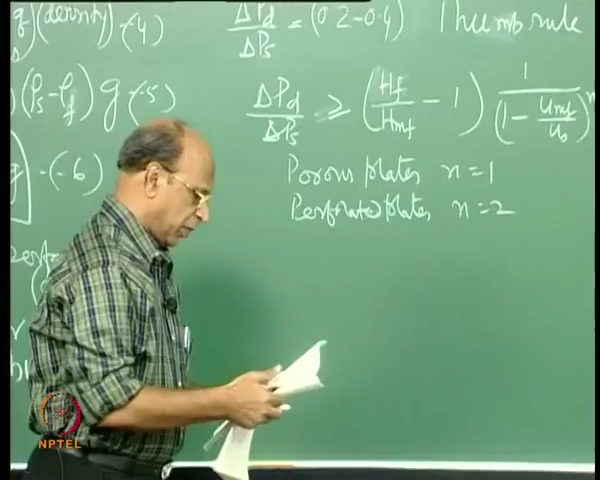 (density) - (4)
ΔPd / ΔPs = (0.2-0.4) Thumb rule
(ρs - ρf) g - (5)
ΔPd / ΔPs ≥ (Hf / Hmf - 1) 1 / (1 - Umf / Uo)^n
- (6)
Porous plates n = 1
Perforated plates n = 2
NPTEL